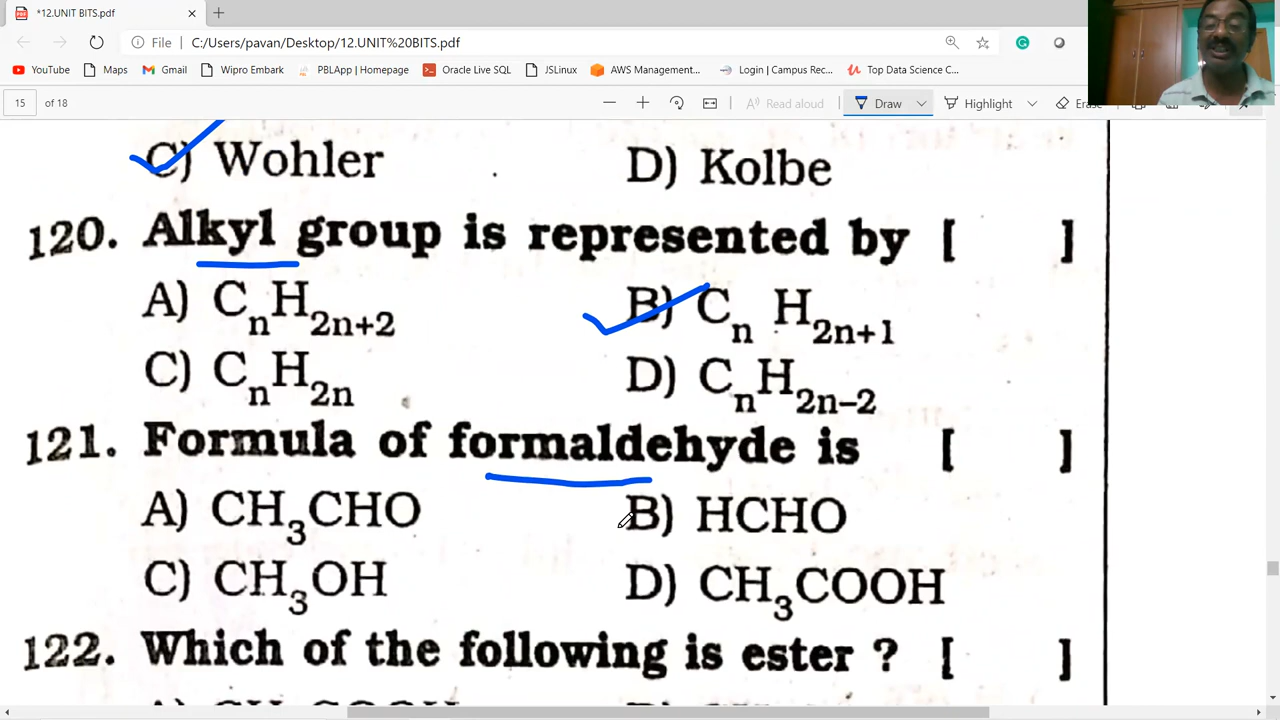 *12.UNIT BITS.pdf
File C:/Users/pavan/Desktop/12.UNIT%20BITS.pdf
YouTube Maps Gmail Wipro Embark PBLApp | Homepage Oracle Live SQL JSLinux AWS Management... Login | Campus Rec... Top Data Science C...
15 of 18 Read aloud Draw Highlight Erase
C) Wohler D) Kolbe
120. Alkyl group is represented by [ ]
A) CₙH₂ₙ₊₂ B) Cₙ H₂ₙ₊₁
C) CₙH₂ₙ D) CₙH₂ₙ₋₂
121. Formula of formaldehyde is [ ]
A) CH₃CHO B) HCHO
C) CH₃OH D) CH₃COOH
122. Which of the following is ester ? [ ]